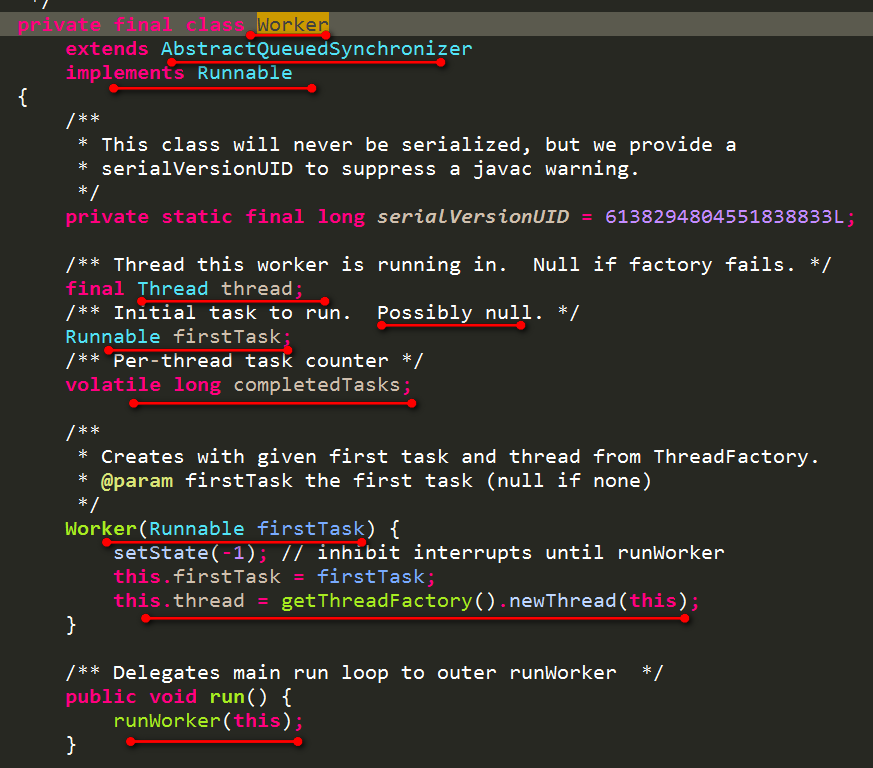 */
private final class Worker
    extends AbstractQueuedSynchronizer
    implements Runnable
{
    /**
     * This class will never be serialized, but we provide a
     * serialVersionUID to suppress a javac warning.
     */
    private static final long serialVersionUID = 6138294804551838833L;

    /** Thread this worker is running in.  Null if factory fails. */
    final Thread thread;
    /** Initial task to run.  Possibly null. */
    Runnable firstTask;
    /** Per-thread task counter */
    volatile long completedTasks;

    /**
     * Creates with given first task and thread from ThreadFactory.
     * @param firstTask the first task (null if none)
     */
    Worker(Runnable firstTask) {
        setState(-1); // inhibit interrupts until runWorker
        this.firstTask = firstTask;
        this.thread = getThreadFactory().newThread(this);
    }

    /** Delegates main run loop to outer runWorker  */
    public void run() {
        runWorker(this);
    }